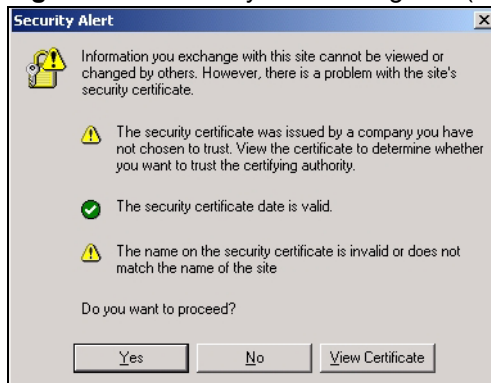 Security Alert
Information you exchange with this site cannot be viewed or
changed by others. However, there is a problem with the site's
security certificate.
The security certificate was issued by a company you have
not chosen to trust. View the certificate to determine whether
you want to trust the certifying authority.
The security certificate date is valid.
The name on the security certificate is invalid or does not
match the name of the site
Do you want to proceed?
Yes No View Certificate